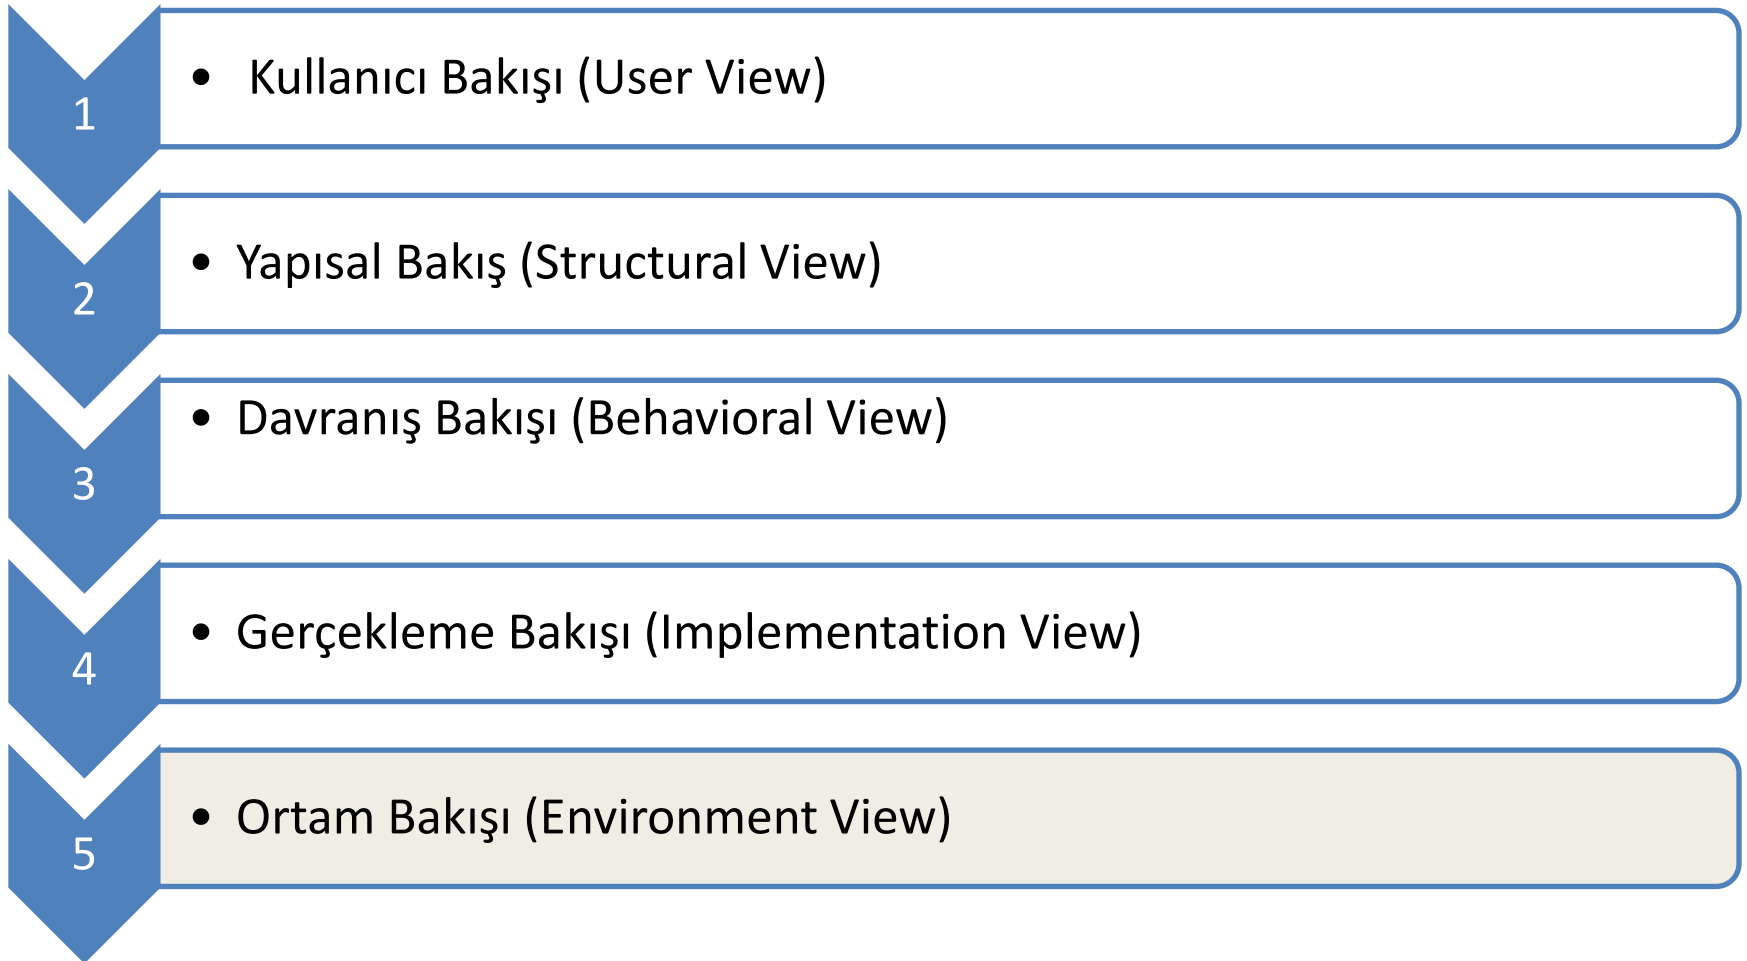 1
• Kullanıcı Bakışı (User View)
2
• Yapısal Bakış (Structural View)
3
• Davranış Bakışı (Behavioral View)
4
• Gerçekleme Bakışı (Implementation View)
5
• Ortam Bakışı (Environment View)